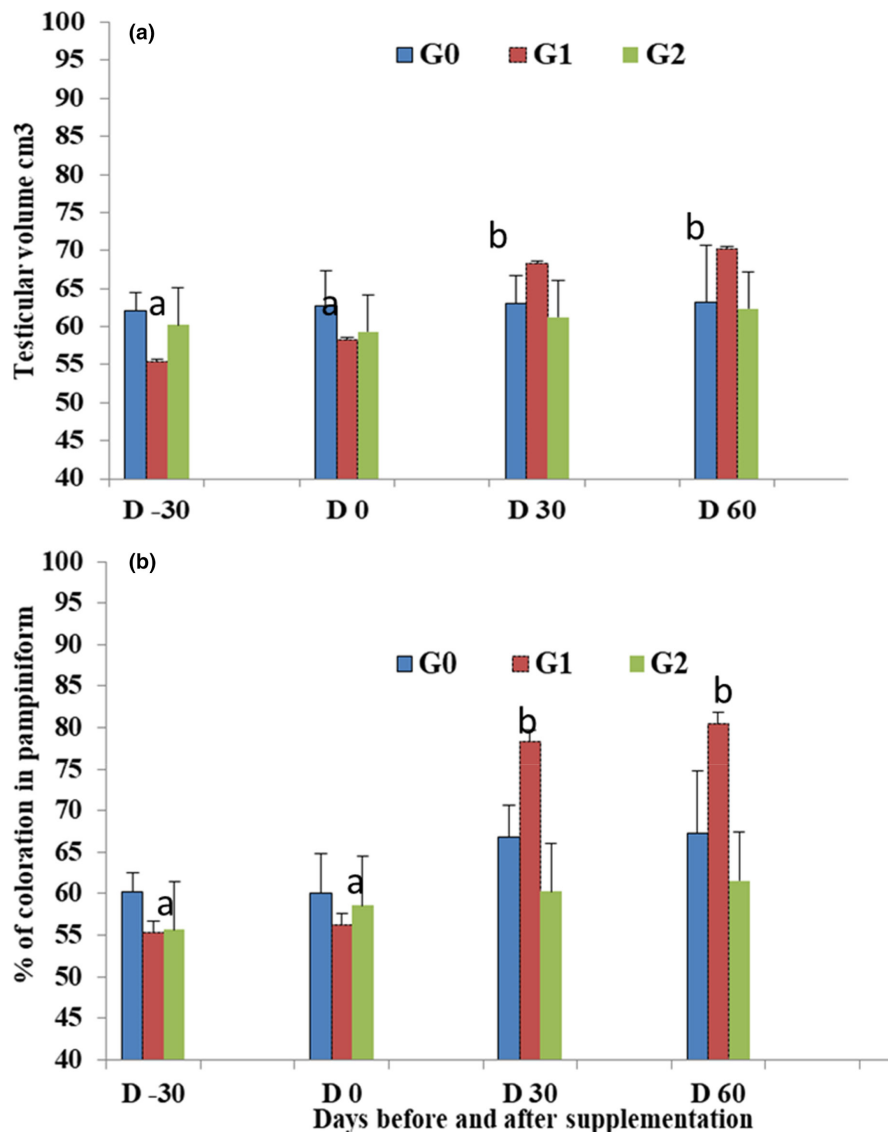 (a)
G0 G1 G2
Testicular volume cm3
100
95
90
85
80
75
70
65
60
55
50
45
40
a
a
b
b
D -30 D 0 D 30 D 60
(b)
G0 G1 G2
% of coloration in pampiniform
100
95
90
85
80
75
70
65
60
55
50
45
40
a
a
b
b
D -30 D 0 D 30 D 60
Days before and after supplementation